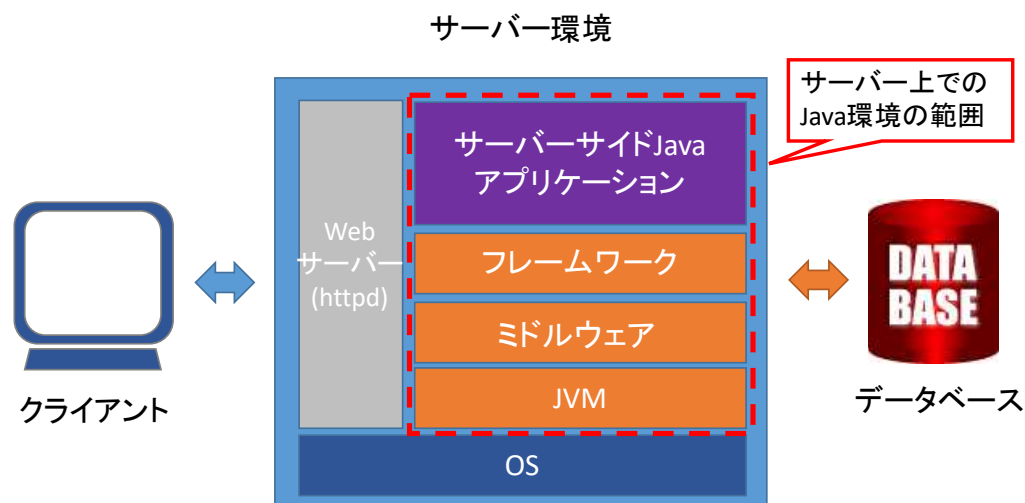 サーバー環境
サーバー上での
Java環境の範囲
サーバーサイドJava
アプリケーション
Web
サーバー
(httpd)
フレームワーク
ミドルウェア
JVM
OS
クライアント
DATA
BASE
データベース